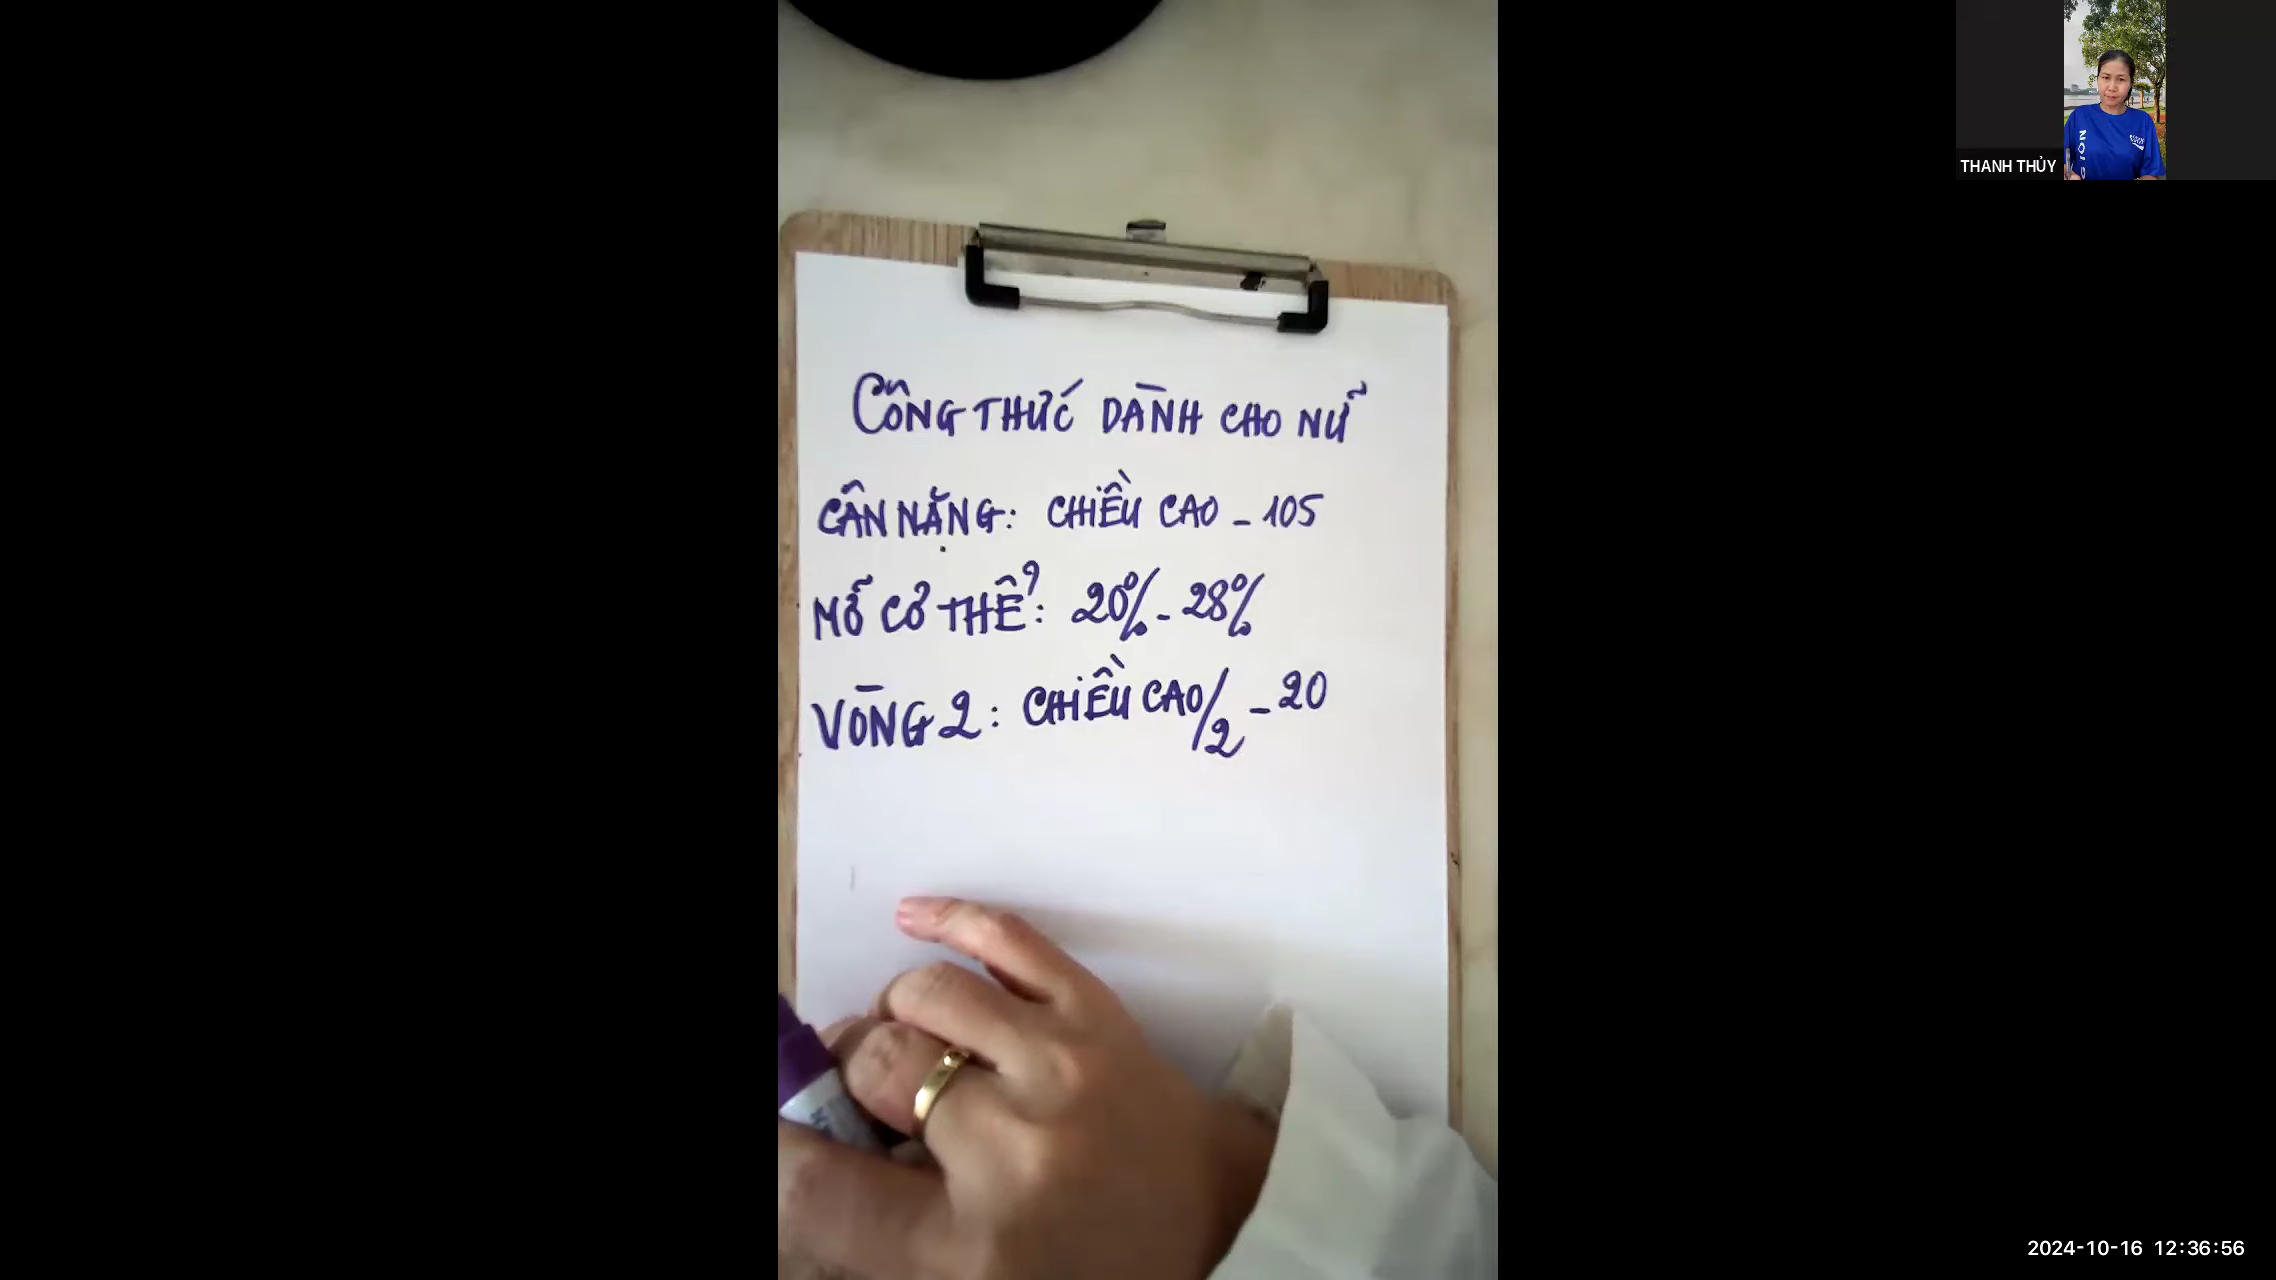 CÔNG THỨC DÀNH CHO NỮ
CÂN NẶNG: CHIỀU CAO - 105
MỠ CƠ THỂ: 20% - 28%
VÒNG 2: CHIỀU CAO/2 - 20
THANH THỦY
2024-10-16 12:36:56